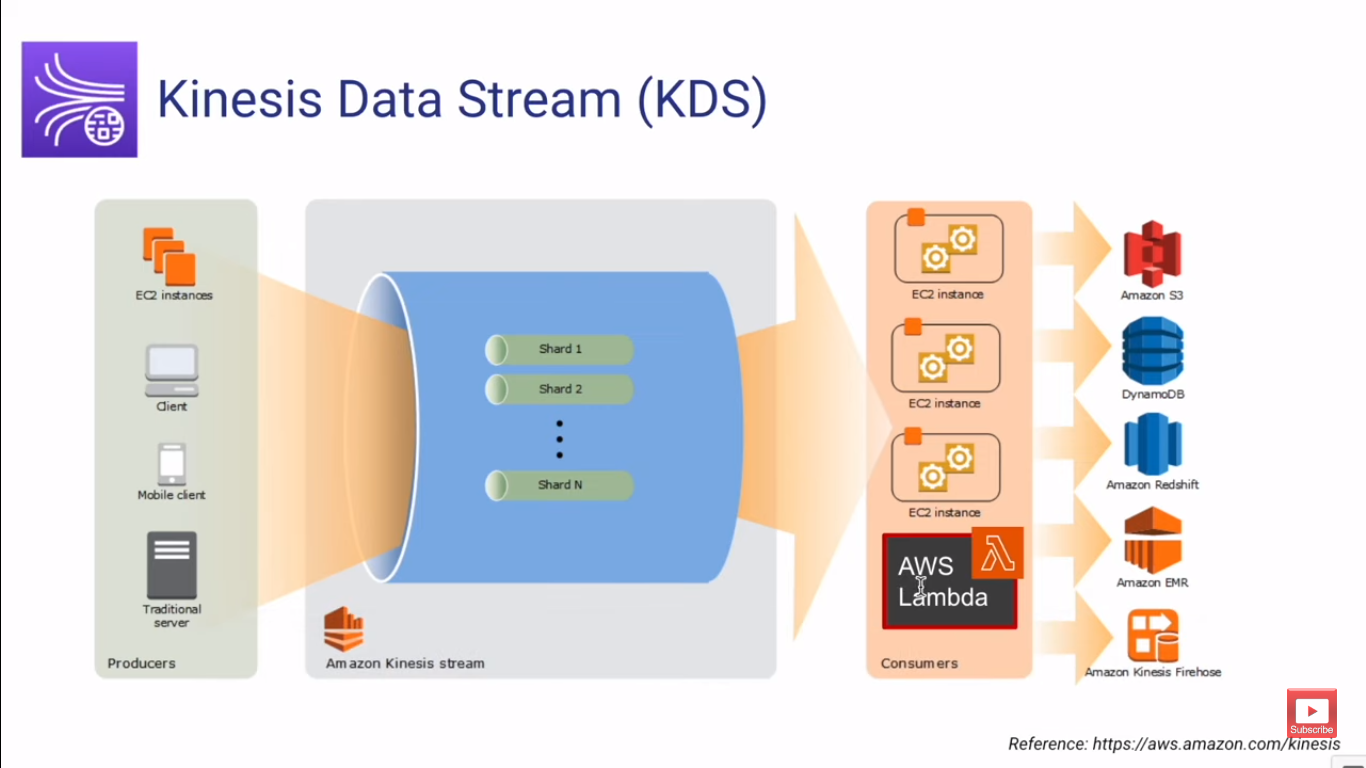 Kinesis Data Stream (KDS)
EC2 instances
Client
Mobile client
Traditional
server
Producers
Shard 1
Shard 2
Shard N
Amazon Kinesis stream
EC2 instance
EC2 instance
EC2 instance
AWS
Lambda
Consumers
Amazon S3
DynamoDB
Amazon Redshift
Amazon EMR
Amazon Kinesis Firehose
Subscribe
Reference: https://aws.amazon.com/kinesis